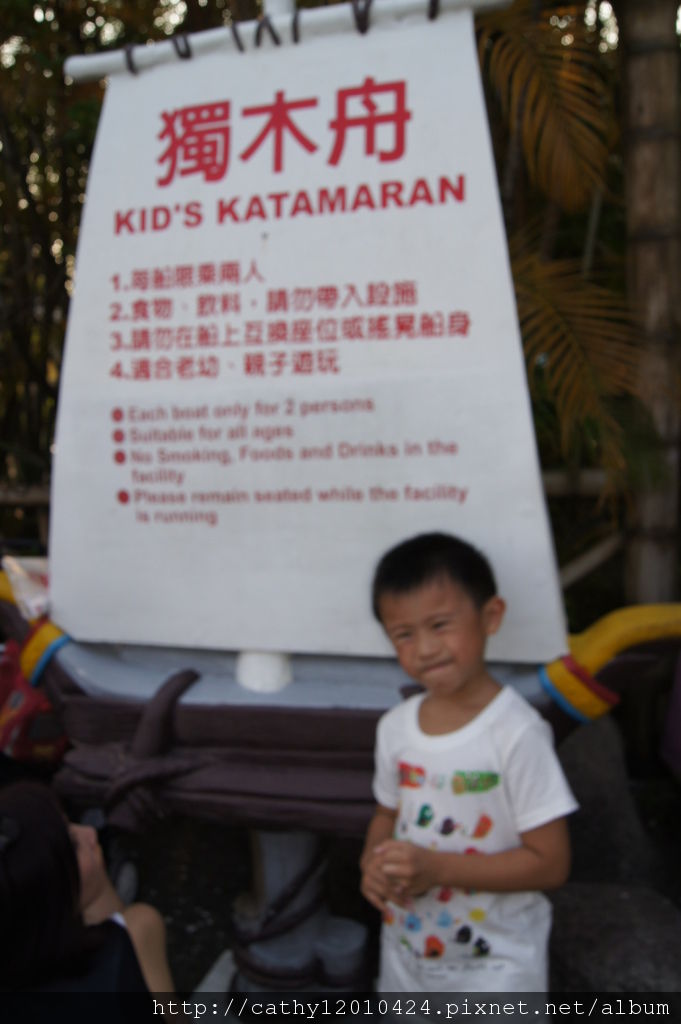 獨木舟
KID'S KATAMARAN
1.每船限乘兩人
2.食物、飲料，請勿帶入設施
3.請勿在船上互換座位或搖晃船身
4.適合老幼、親子遊玩
● Each boat only for 2 persons
● Suitable for all ages
● No Smoking, Foods and Drinks in the
facility
● Please remain seated while the facility
is running
http://cathy12010424.pixnet.net/album